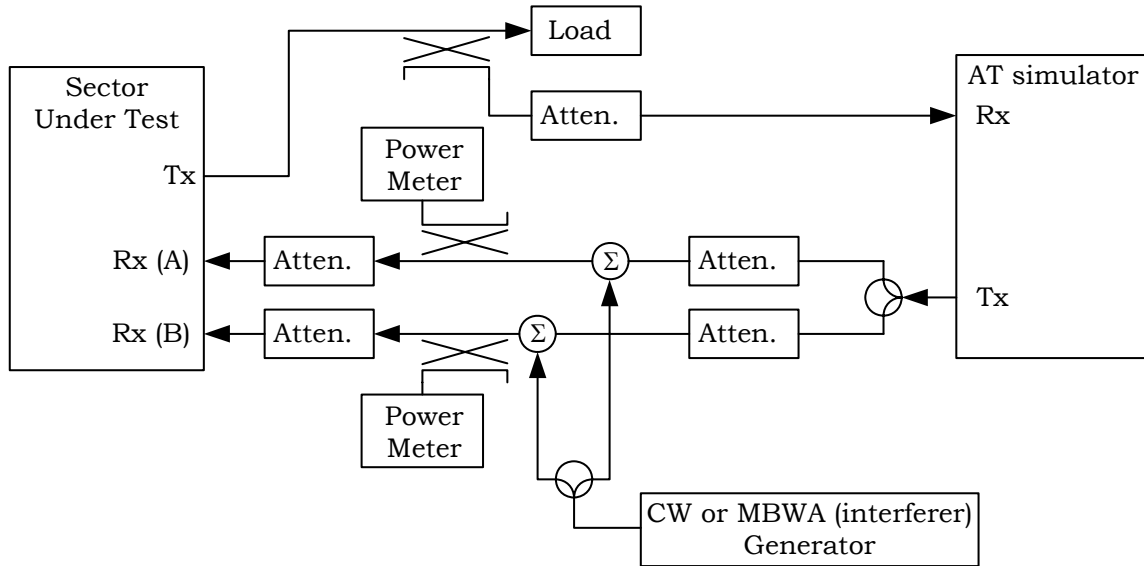 Load
Sector
Under Test
AT simulator
Atten.
Rx
Power
Meter
Tx
Rx (A)
Atten.
Σ
Atten.
Tx
Rx (B)
Atten.
Σ
Atten.
Power
Meter
CW or MBWA (interferer)
Generator